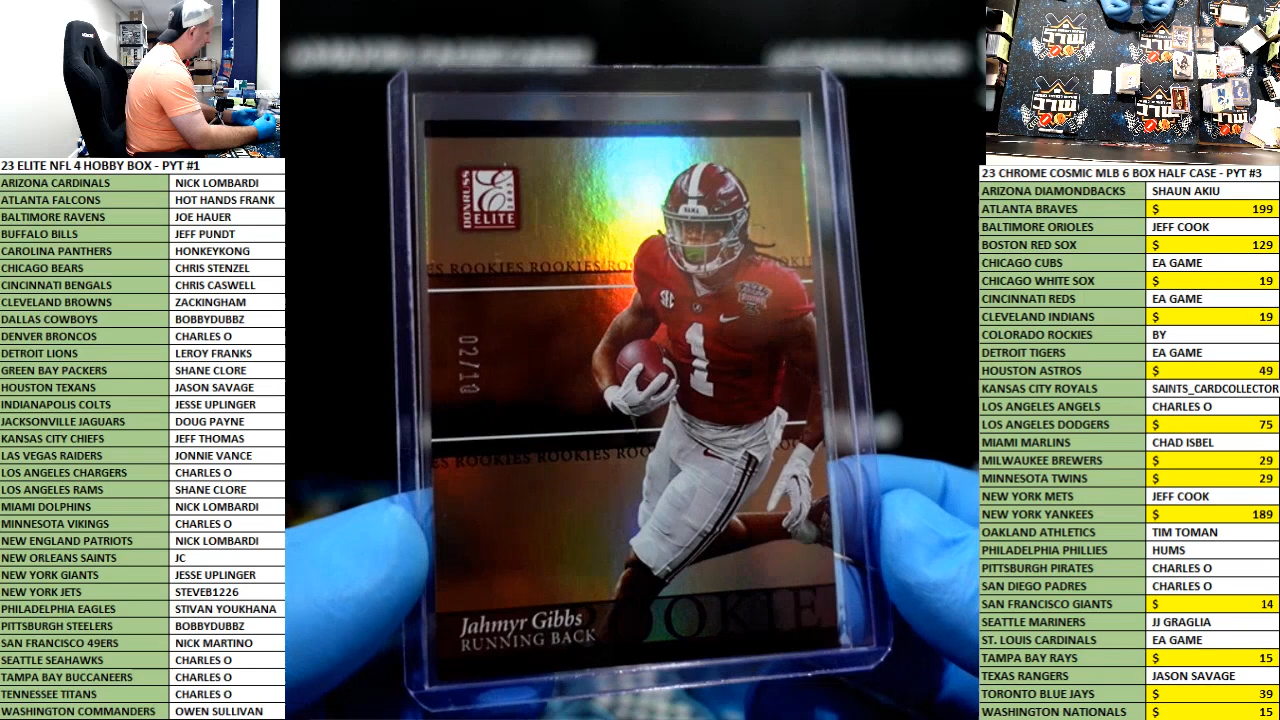 23 ELITE NFL 4 HOBBY BOX - PYT #1
ARIZONA CARDINALS NICK LOMBARDI
ATLANTA FALCONS HOT HANDS FRANK
BALTIMORE RAVENS JOE HAUER
BUFFALO BILLS JEFF PUNDT
CAROLINA PANTHERS HONKEYKONG
CHICAGO BEARS CHRIS STENZEL
CINCINNATI BENGALS CHRIS CASWELL
CLEVELAND BROWNS ZACKINGHAM
DALLAS COWBOYS BOBBYDUBBZ
DENVER BRONCOS CHARLES O
DETROIT LIONS LEROY FRANKS
GREEN BAY PACKERS SHANE CLORE
HOUSTON TEXANS JASON SAVAGE
INDIANAPOLIS COLTS JESSE UPLINGER
JACKSONVILLE JAGUARS DOUG PAYNE
KANSAS CITY CHIEFS JEFF THOMAS
LAS VEGAS RAIDERS JONNIE VANCE
LOS ANGELES CHARGERS CHARLES O
LOS ANGELES RAMS SHANE CLORE
MIAMI DOLPHINS NICK LOMBARDI
MINNESOTA VIKINGS CHARLES O
NEW ENGLAND PATRIOTS NICK LOMBARDI
NEW ORLEANS SAINTS JC
NEW YORK GIANTS JESSE UPLINGER
NEW YORK JETS STEVEB1226
PHILADELPHIA EAGLES STIVAN YOUKHANA
PITTSBURGH STEELERS BOBBYDUBBZ
SAN FRANCISCO 49ERS NICK MARTINO
SEATTLE SEAHAWKS CHARLES O
TAMPA BAY BUCCANEERS CHARLES O
TENNESSEE TITANS CHARLES O
WASHINGTON COMMANDERS OWEN SULLIVAN
DONRUSS
E
ELITE
ES ROOKIES ROOKIES ROO
BAMA
SEC
1
02/10
ES ROOKIES ROOKIES ROO
ROOKIE
Jahmyr Gibbs
RUNNING BACK
23 CHROME COSMIC MLB 6 BOX HALF CASE - PYT #3
ARIZONA DIAMONDBACKS SHAUN AKIU
ATLANTA BRAVES $ 199
BALTIMORE ORIOLES JEFF COOK
BOSTON RED SOX $ 129
CHICAGO CUBS EA GAME
CHICAGO WHITE SOX $ 19
CINCINNATI REDS EA GAME
CLEVELAND INDIANS $ 19
COLORADO ROCKIES BY
DETROIT TIGERS EA GAME
HOUSTON ASTROS $ 49
KANSAS CITY ROYALS SAINTS_CARDCOLLECTOR
LOS ANGELES ANGELS CHARLES O
LOS ANGELES DODGERS $ 75
MIAMI MARLINS CHAD ISBEL
MILWAUKEE BREWERS $ 29
MINNESOTA TWINS $ 29
NEW YORK METS JEFF COOK
NEW YORK YANKEES $ 189
OAKLAND ATHLETICS TIM TOMAN
PHILADELPHIA PHILLIES HUMS
PITTSBURGH PIRATES CHARLES O
SAN DIEGO PADRES CHARLES O
SAN FRANCISCO GIANTS $ 14
SEATTLE MARINERS JJ GRAGLIA
ST. LOUIS CARDINALS EA GAME
TAMPA BAY RAYS $ 15
TEXAS RANGERS JASON SAVAGE
TORONTO BLUE JAYS $ 39
WASHINGTON NATIONALS $ 15